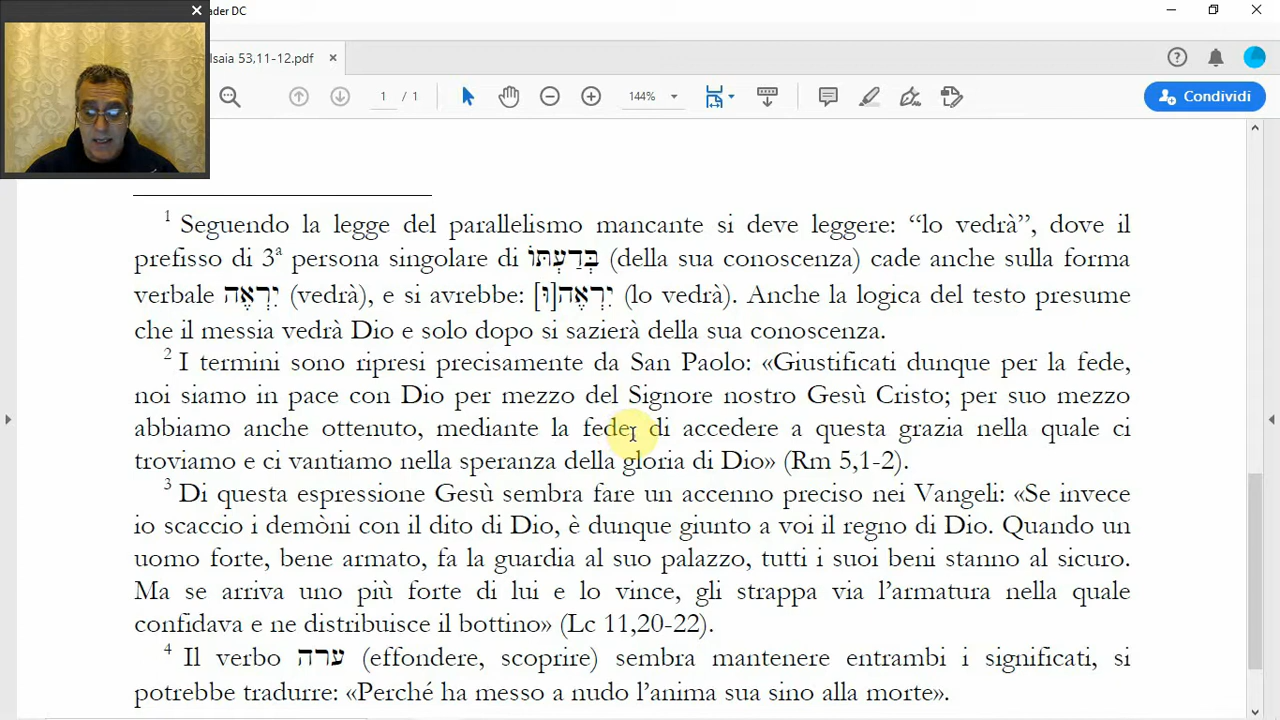 ader DC
Isaia 53,11-12.pdf
1 / 1
144%
Condividi
1 Seguendo la legge del parallelismo mancante si deve leggere: “lo vedrà”, dove il
prefisso di 3ª persona singolare di בְּדַעְתּוֹ (della sua conoscenza) cade anche sulla forma
verbale יִרְאֶה (vedrà), e si avrebbe: יִרְאֶה[וּ] (lo vedrà). Anche la logica del testo presume
che il messia vedrà Dio e solo dopo si sazierà della sua conoscenza.
2 I termini sono ripresi precisamente da San Paolo: «Giustificati dunque per la fede,
noi siamo in pace con Dio per mezzo del Signore nostro Gesù Cristo; per suo mezzo
abbiamo anche ottenuto, mediante la fede, di accedere a questa grazia nella quale ci
troviamo e ci vantiamo nella speranza della gloria di Dio» (Rm 5,1-2).
3 Di questa espressione Gesù sembra fare un accenno preciso nei Vangeli: «Se invece
io scaccio i demòni con il dito di Dio, è dunque giunto a voi il regno di Dio. Quando un
uomo forte, bene armato, fa la guardia al suo palazzo, tutti i suoi beni stanno al sicuro.
Ma se arriva uno più forte di lui e lo vince, gli strappa via l’armatura nella quale
confidava e ne distribuisce il bottino» (Lc 11,20-22).
4 Il verbo ערה (effondere, scoprire) sembra mantenere entrambi i significati, si
potrebbe tradurre: «Perché ha messo a nudo l’anima sua sino alla morte».